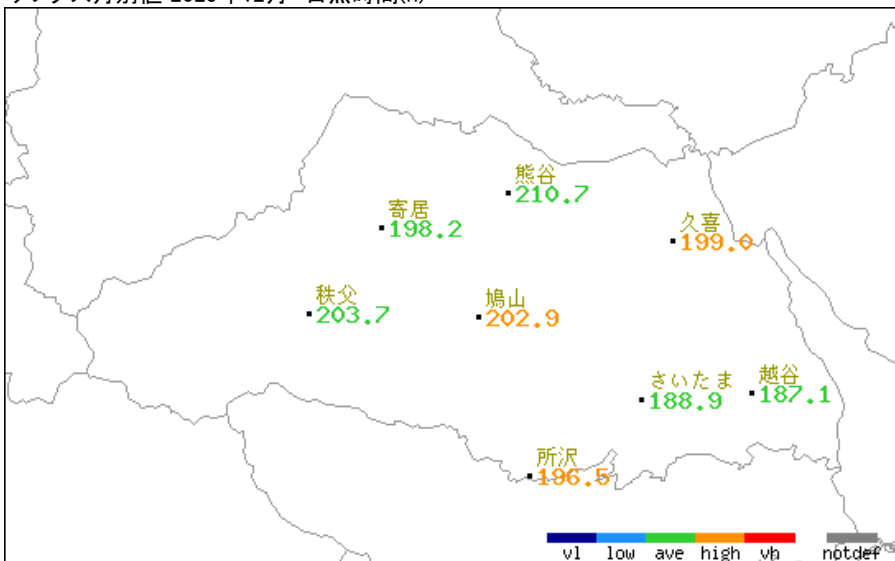 熊谷
210.7
寄居
198.2
久喜
199.0
秩父
203.7
鳩山
202.9
さいたま
188.9
越谷
187.1
所沢
196.5
vl low ave high vh notdef